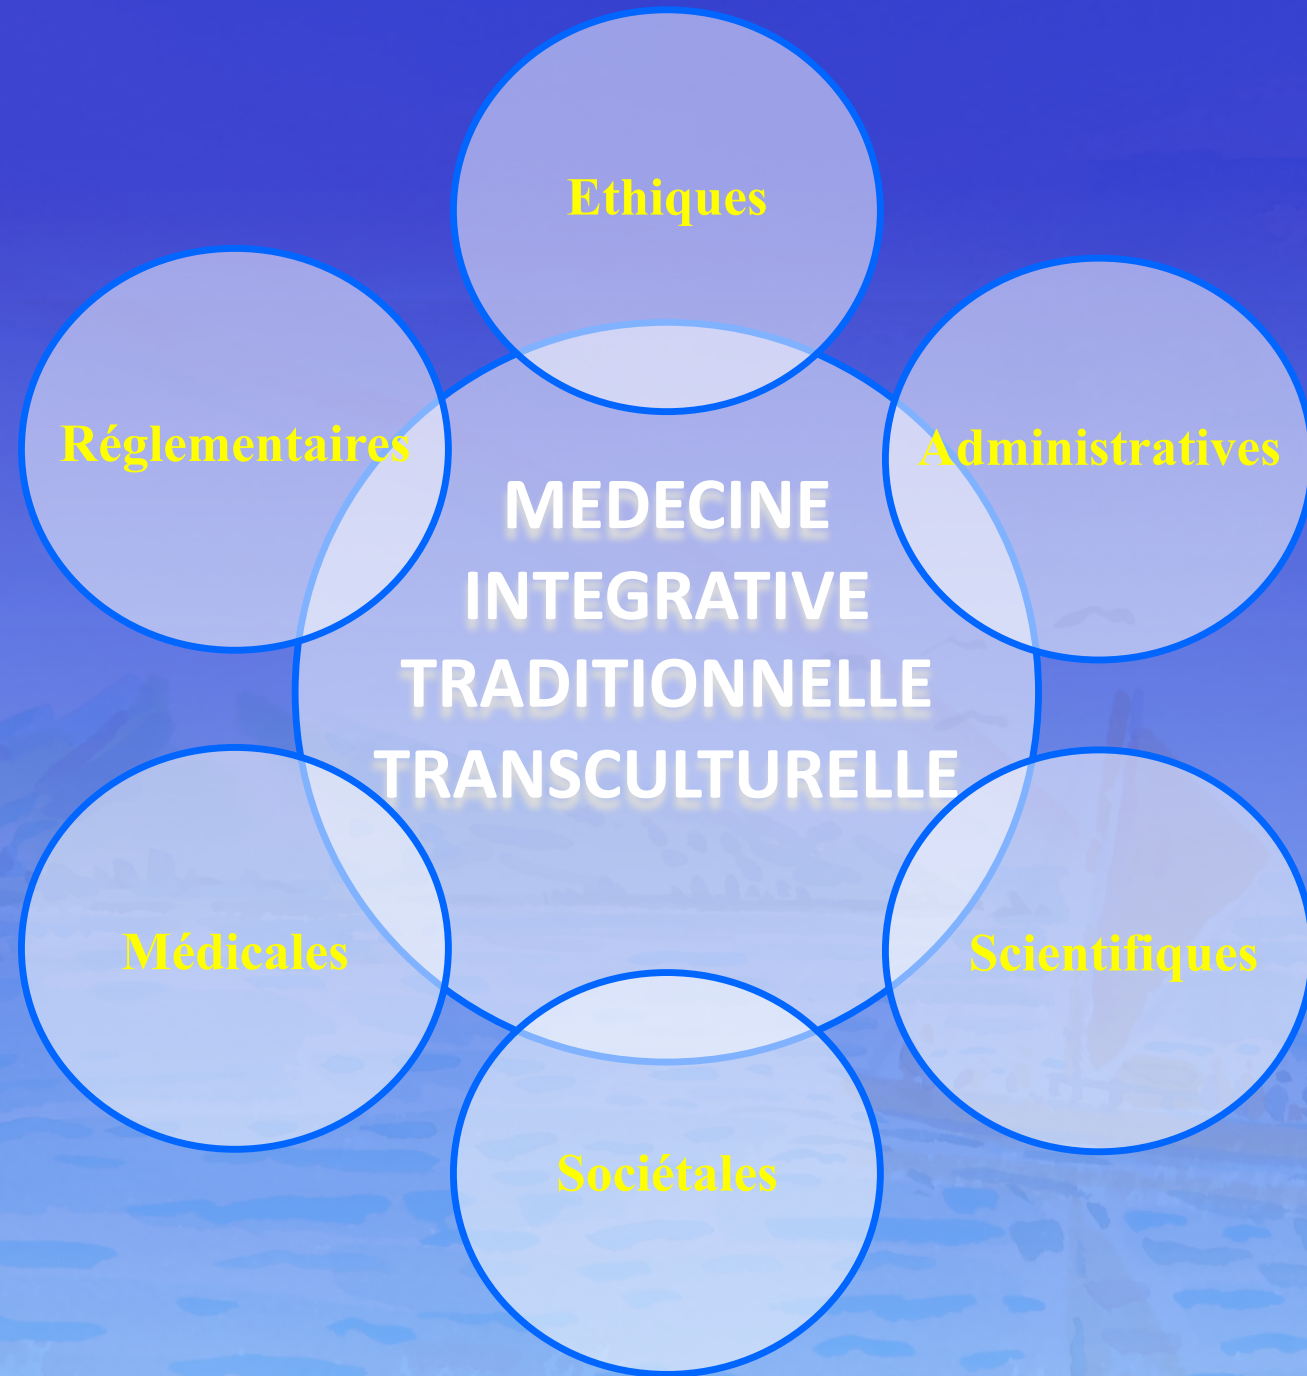 Ethiques
Réglementaires
Administratives
MEDECINE
INTEGRATIVE
TRADITIONNELLE
TRANSCULTURELLE
Médicales
Scientifiques
Sociétales